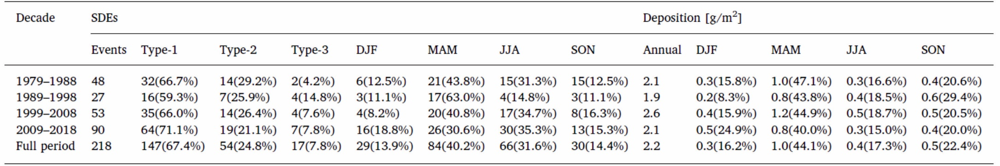 Decade SDEs Deposition [g/m²]
Events Type-1 Type-2 Type-3 DJF MAM JJA SON Annual DJF MAM JJA SON
1979–1988 48 32(66.7%) 14(29.2%) 2(4.2%) 6(12.5%) 21(43.8%) 15(31.3%) 15(12.5%) 2.1 0.3(15.8%) 1.0(47.1%) 0.3(16.6%) 0.4(20.6%)
1989–1998 27 16(59.3%) 7(25.9%) 4(14.8%) 3(11.1%) 17(63.0%) 4(14.8%) 3(11.1%) 1.9 0.2(8.3%) 0.8(43.8%) 0.4(18.5%) 0.6(29.4%)
1999–2008 53 35(66.0%) 14(26.4%) 4(7.6%) 4(8.2%) 20(40.8%) 17(34.7%) 8(16.3%) 2.6 0.4(15.9%) 1.2(44.9%) 0.5(18.7%) 0.5(20.5%)
2009–2018 90 64(71.1%) 19(21.1%) 7(7.8%) 16(18.8%) 26(30.6%) 30(35.3%) 13(15.3%) 2.1 0.5(24.9%) 0.8(40.0%) 0.3(15.0%) 0.4(20.0%)
Full period 218 147(67.4%) 54(24.8%) 17(7.8%) 29(13.9%) 84(40.2%) 66(31.6%) 30(14.4%) 2.2 0.3(16.2%) 1.0(44.1%) 0.4(17.3%) 0.5(22.4%)